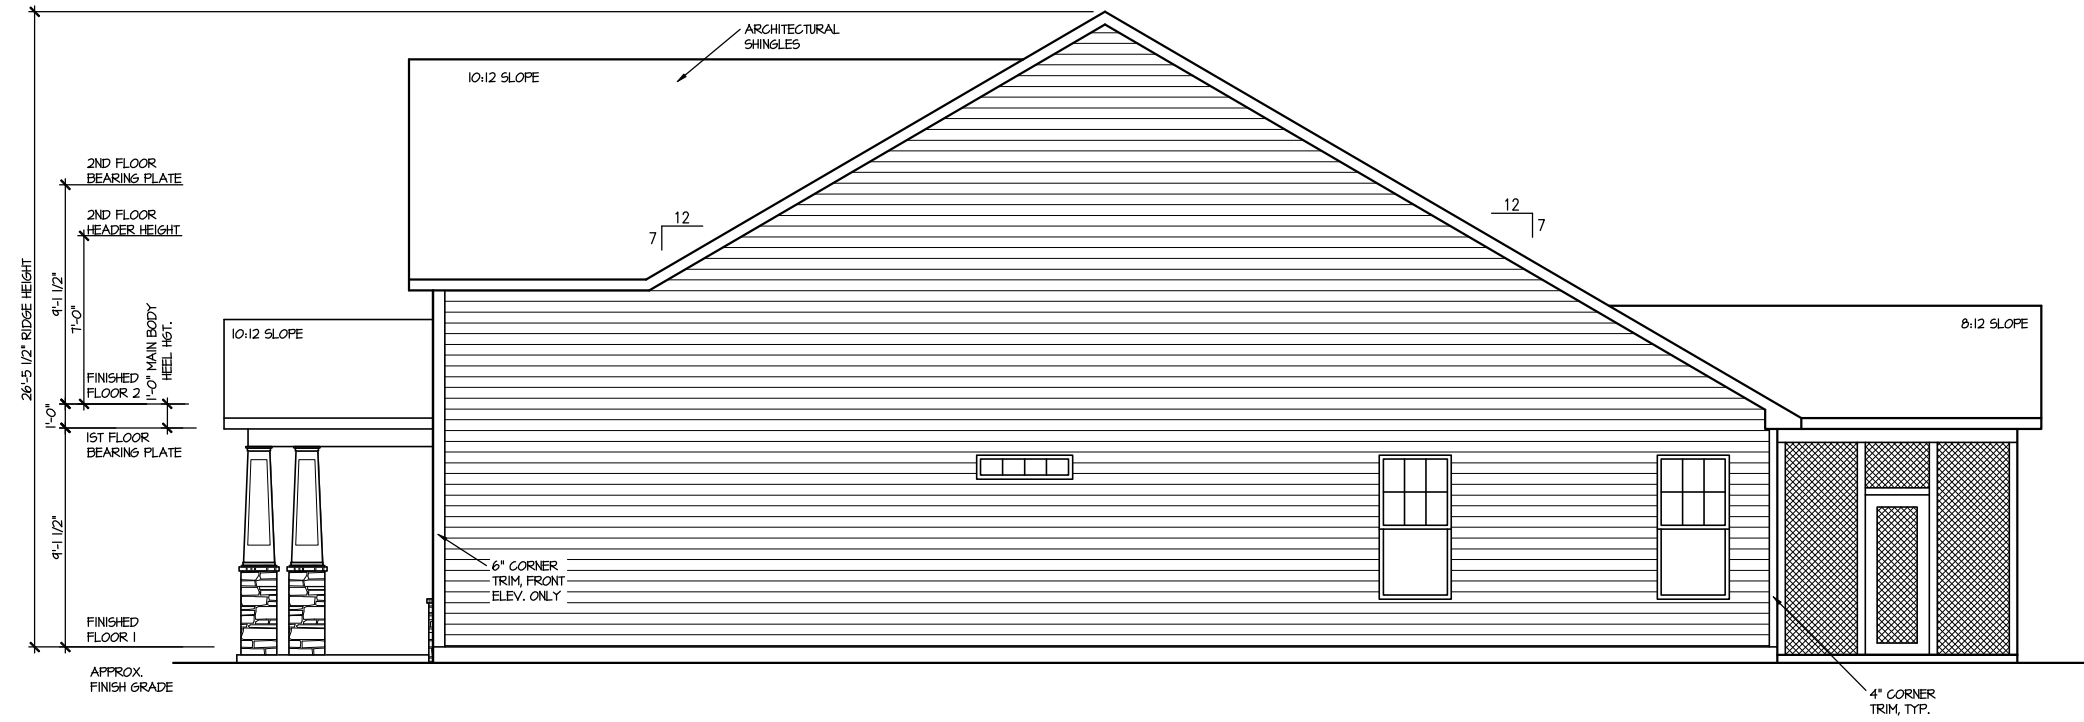 ARCHITECTURAL
SHINGLES
10:12 SLOPE
2ND FLOOR
BEARING PLATE
2ND FLOOR
HEADER HEIGHT
12
7
12
7
26'-5 1/2" RIDGE HEIGHT
9'-1 1/2"
7'-0"
1'-0" MAIN BODY
HEEL HGT.
10:12 SLOPE
8:12 SLOPE
FINISHED
FLOOR 2
1'-0"
1ST FLOOR
BEARING PLATE
9'-1 1/2"
6" CORNER
TRIM, FRONT
ELEV. ONLY
FINISHED
FLOOR 1
APPROX.
FINISH GRADE
4" CORNER
TRIM, TYP.